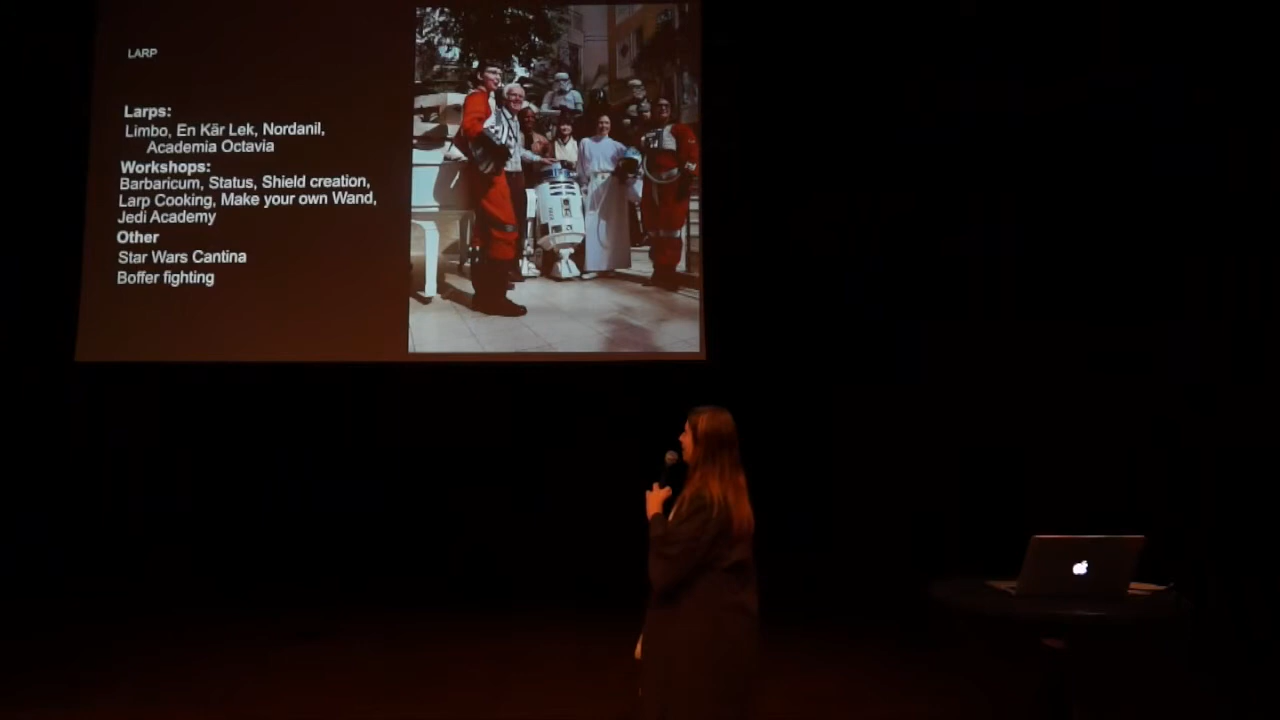 LARP
Larps:
Limbo, En Kär Lek, Nordanil,
Academia Octavia
Workshops:
Barbaricum, Status, Shield creation,
Larp Cooking, Make your own Wand,
Jedi Academy
Other
Star Wars Cantina
Boffer fighting